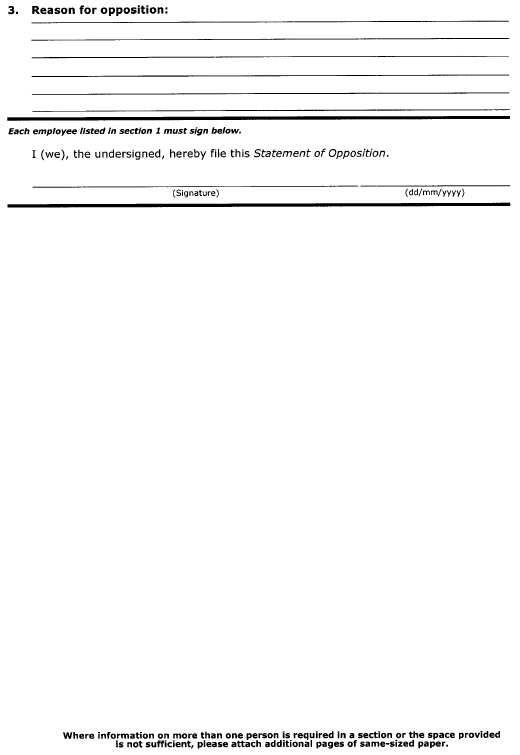 3. Reason for opposition:
Each employee listed in section 1 must sign below.
I (we), the undersigned, hereby file this Statement of Opposition.
(Signature) (dd/mm/yyyy)
Where information on more than one person is required in a section or the space provided
is not sufficient, please attach additional pages of same-sized paper.